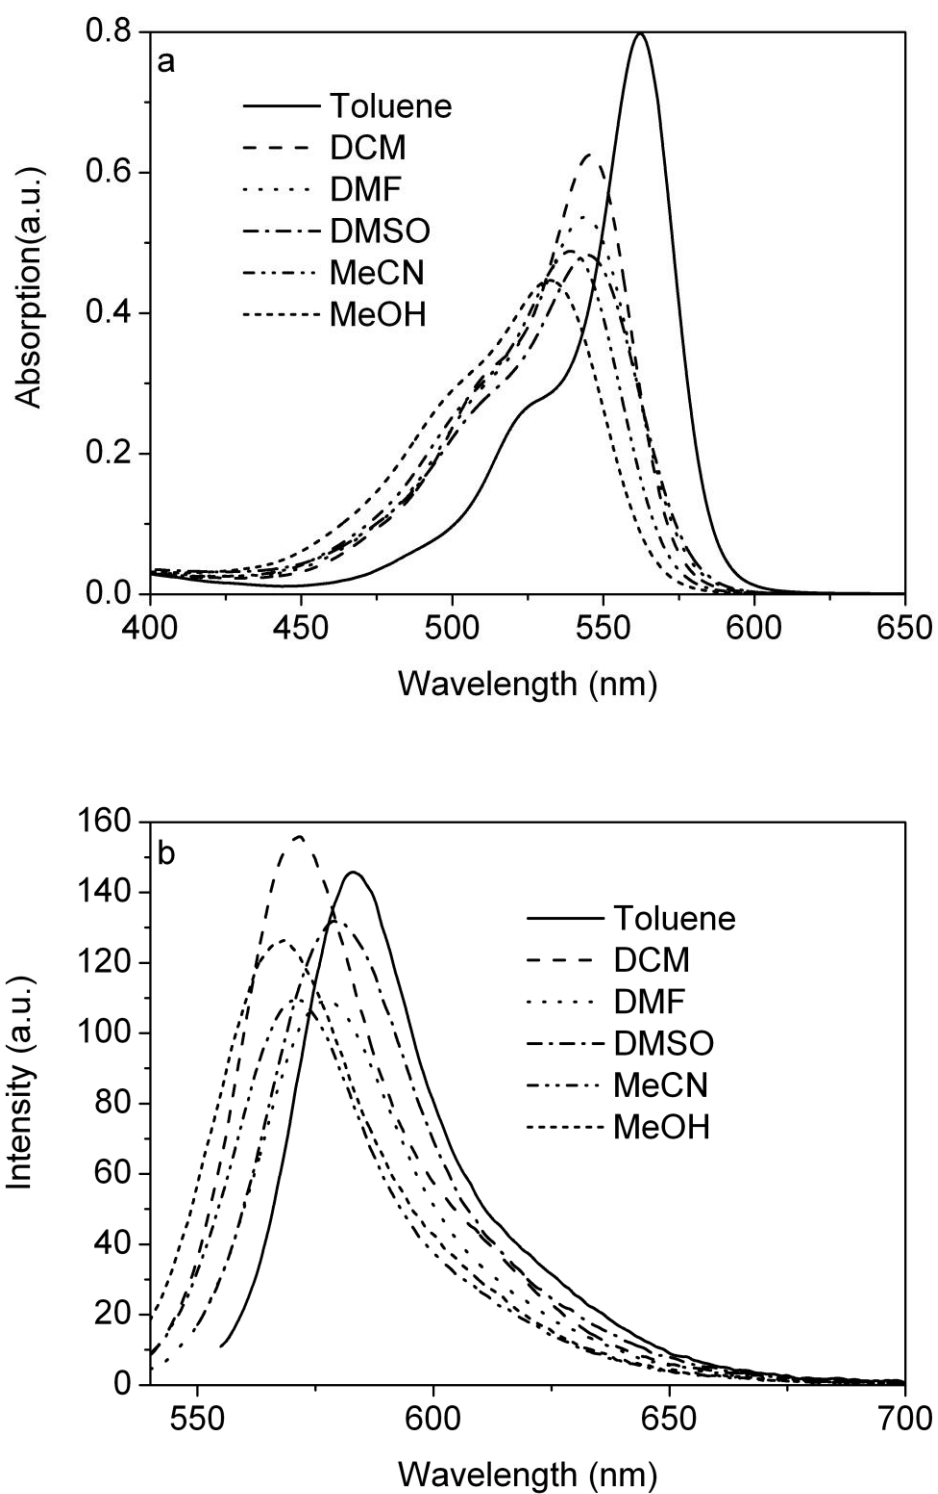 a
Toluene
DCM
DMF
DMSO
MeCN
MeOH
Absorption(a.u.)
0.8
0.6
0.4
0.2
0.0
400 450 500 550 600 650
Wavelength (nm)
b
Toluene
DCM
DMF
DMSO
MeCN
MeOH
Intensity (a.u.)
160
140
120
100
80
60
40
20
0
550 600 650 700
Wavelength (nm)